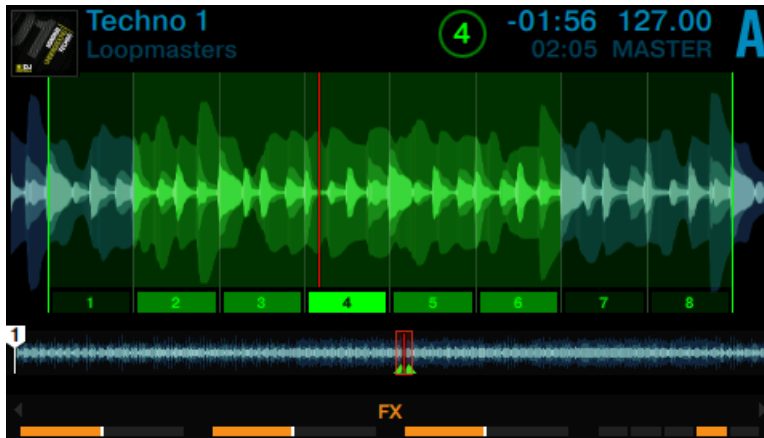 Techno 1
Loopmasters
4
-01:56 127.00
02:05 MASTER
A
1 2 3 4 5 6 7 8
1
FX